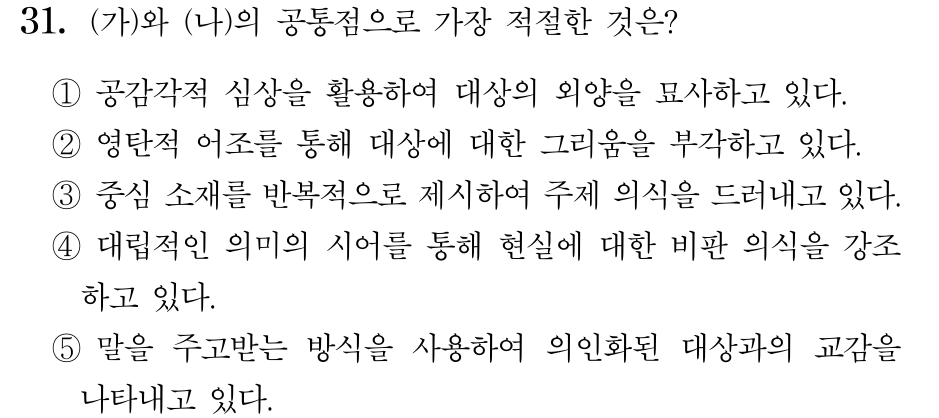 31. (가)와 (나)의 공통점으로 가장 적절한 것은?
① 공감각적 심상을 활용하여 대상의 외양을 묘사하고 있다.
② 영탄적 어조를 통해 대상에 대한 그리움을 부각하고 있다.
③ 중심 소재를 반복적으로 제시하여 주제 의식을 드러내고 있다.
④ 대립적인 의미의 시어를 통해 현실에 대한 비판 의식을 강조
하고 있다.
⑤ 말을 주고받는 방식을 사용하여 의인화된 대상과의 교감을
나타내고 있다.